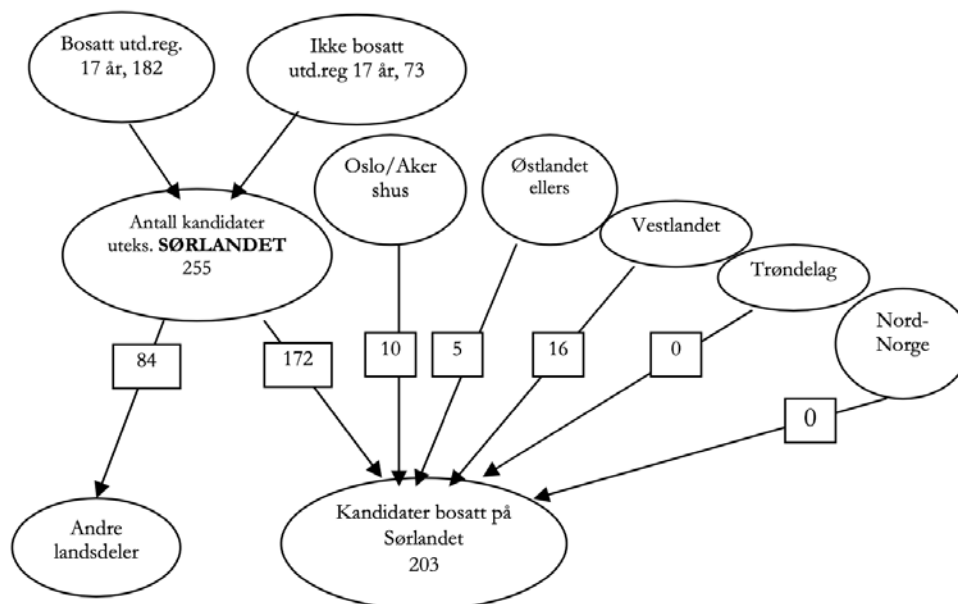 Bosatt utd.reg.
17 år, 182
Ikke bosatt
utd.reg 17 år, 73
Oslo/Aker
shus
Østlandet
ellers
Vestlandet
Trøndelag
Nord-
Norge
Antall kandidater
uteks. SØRLANDET
255
84
172
10
5
16
0
0
Andre
landsdeler
Kandidater bosatt på
Sørlandet
203